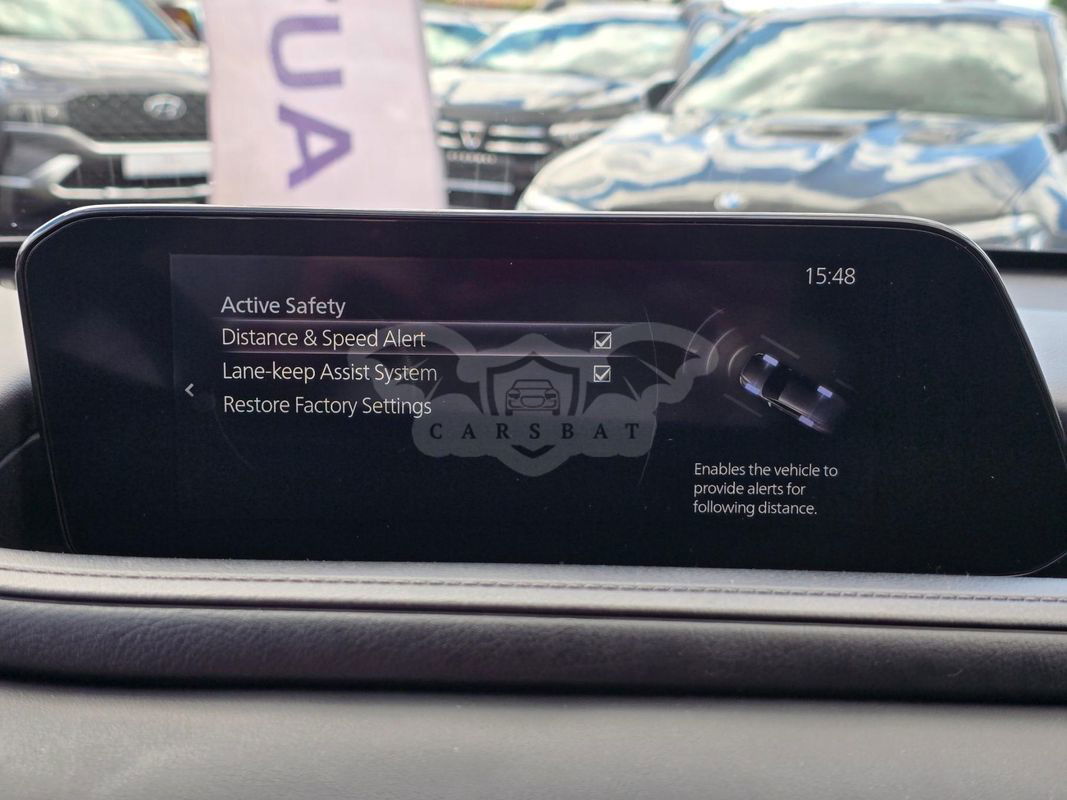 TUA
15:48
Active Safety
Distance & Speed Alert
Lane-keep Assist System
Restore Factory Settings
CARSBAT
Enables the vehicle to
provide alerts for
following distance.